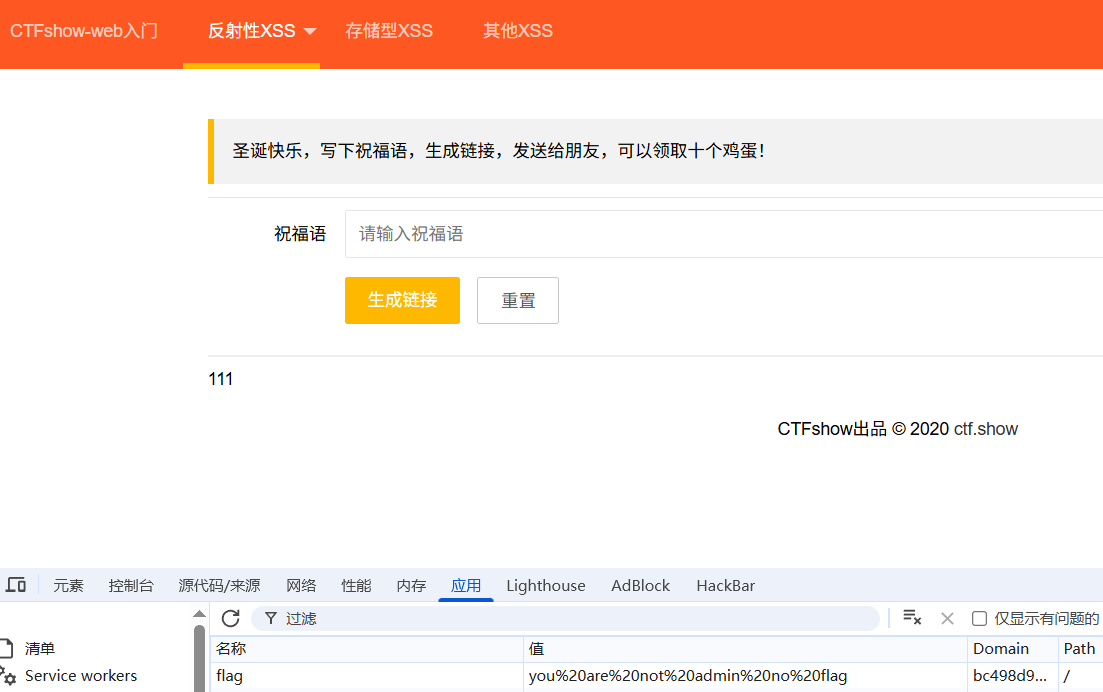 CTFshow-web入门 反射性XSS 存储型XSS 其他XSS
圣诞快乐，写下祝福语，生成链接，发送给朋友，可以领取十个鸡蛋！
祝福语 请输入祝福语
生成链接 重置
111
CTFshow出品 © 2020 ctf.show
元素 控制台 源代码/来源 网络 性能 内存 应用 Lighthouse AdBlock HackBar
过滤 仅显示有问题的
清单 名称 值 Domain Path
Service workers flag you%20are%20not%20admin%20no%20flag bc498d9... /